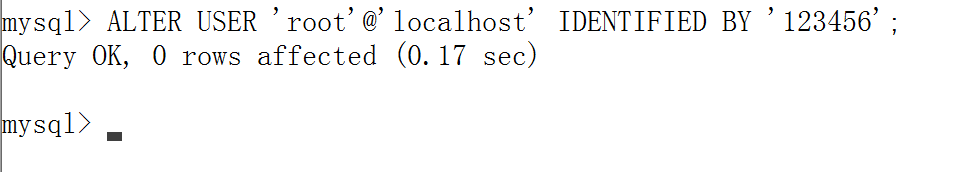 mysql> ALTER USER 'root'@'localhost' IDENTIFIED BY '123456';
Query OK, 0 rows affected (0.17 sec)
mysql>